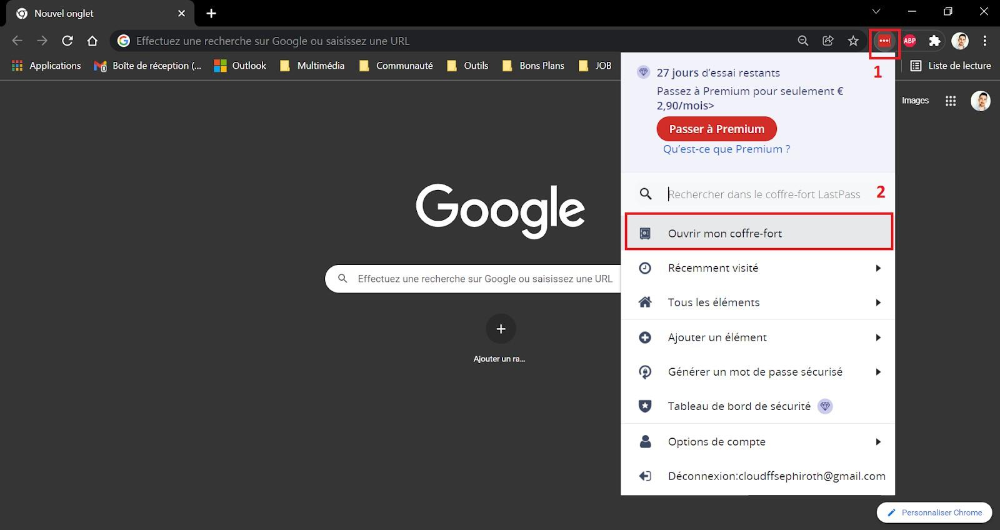 Nouvel onglet
Effectuez une recherche sur Google ou saisissez une URL
ABP
Applications
Boîte de réception (...
Outlook
Multimédia
Communauté
Outils
Bons Plans
JOB
Liste de lecture
1
27 jours d’essai restants
Passez à Premium pour seulement €
2,90/mois>
Passer à Premium
Qu’est-ce que Premium ?
Images
Rechercher dans le coffre-fort LastPass
2
Google
Ouvrir mon coffre-fort
Effectuez une recherche sur Google ou saisissez une URL
Récemment visité
Tous les éléments
Ajouter un ra...
Ajouter un élément
Générer un mot de passe sécurisé
Tableau de bord de sécurité
Options de compte
Déconnexion:cloudffsephiroth@gmail.com
Personnaliser Chrome